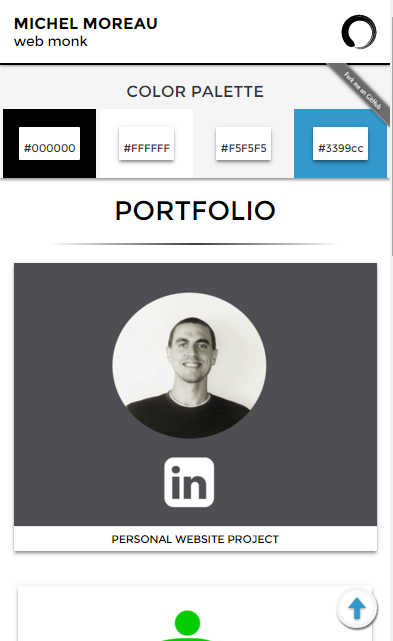 MICHEL MOREAU
web monk
Fork me on GitHub
COLOR PALETTE
#000000
#FFFFFF
#F5F5F5
#3399cc
PORTFOLIO
in
PERSONAL WEBSITE PROJECT